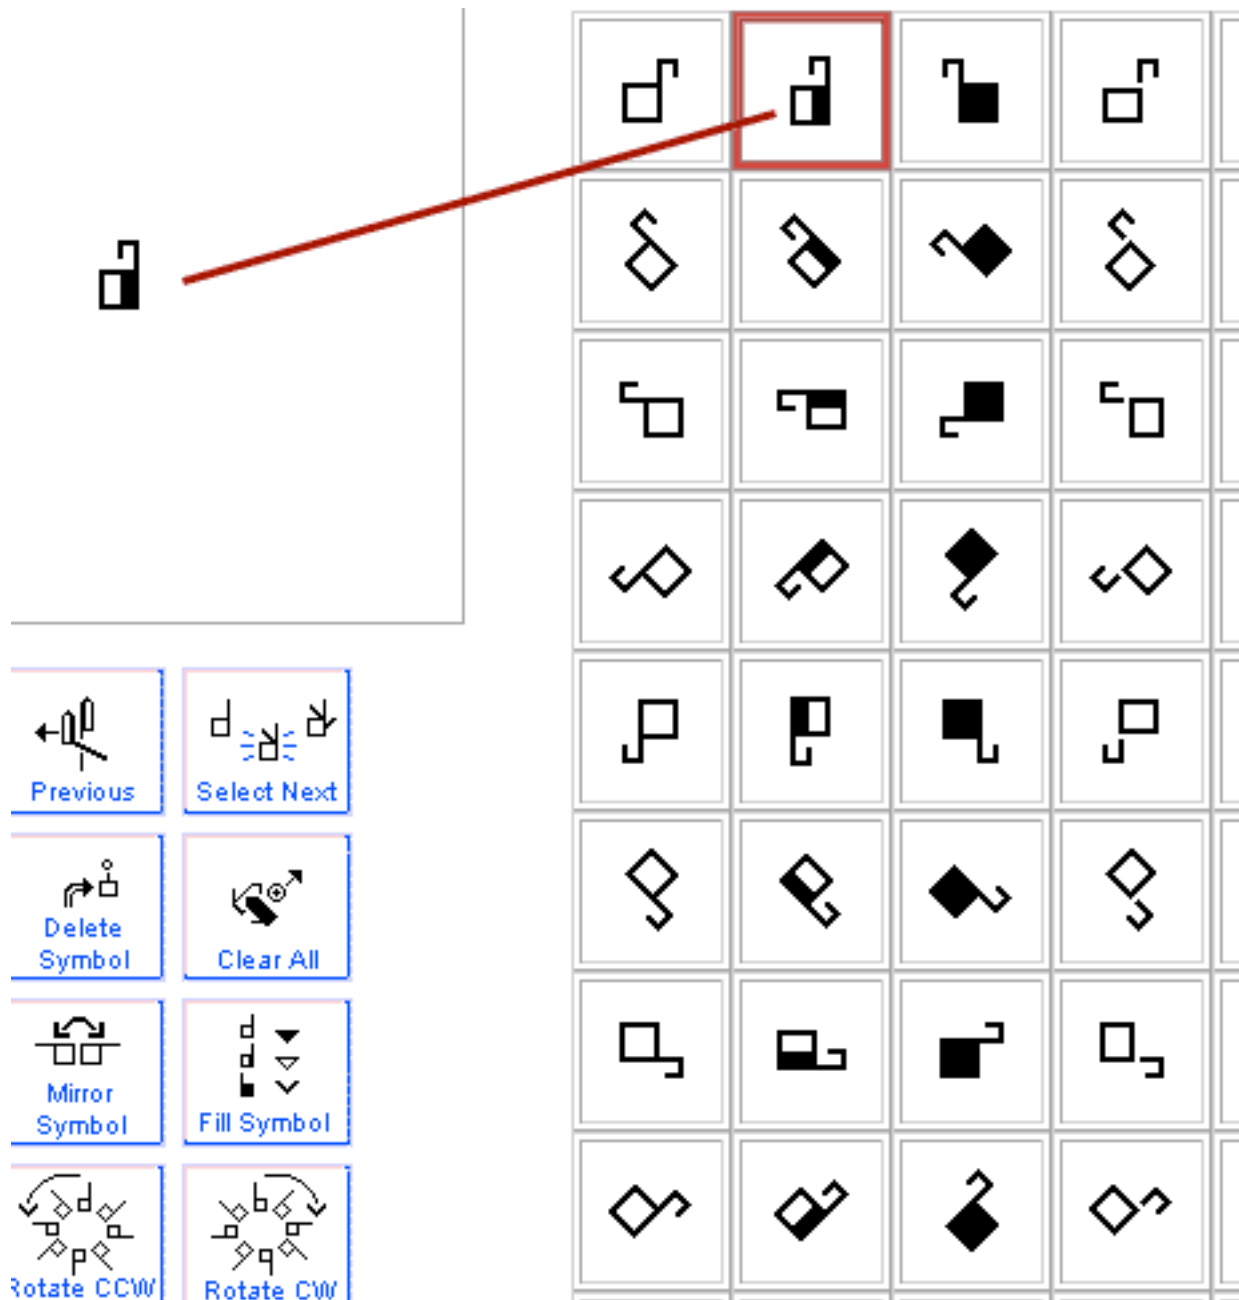 Previous
Select Next
Delete
Symbol
Clear All
Mirror
Symbol
Fill Symbol
Rotate CCW
Rotate CW